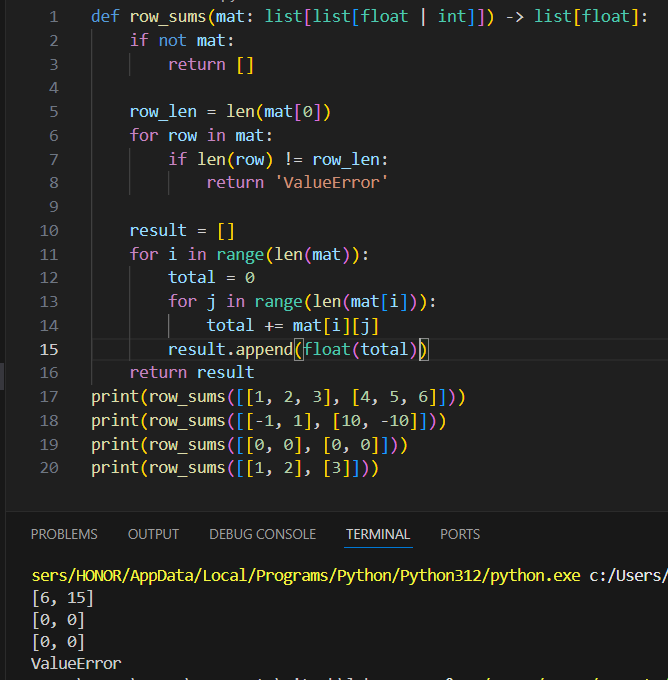 1 def row_sums(mat: list[list[float | int]]) -> list[float]:
2     if not mat:
3         return []
4
5     row_len = len(mat[0])
6     for row in mat:
7         if len(row) != row_len:
8             return 'ValueError'
9
10     result = []
11     for i in range(len(mat)):
12         total = 0
13         for j in range(len(mat[i])):
14             total += mat[i][j]
15         result.append(float(total))
16     return result
17 print(row_sums([[1, 2, 3], [4, 5, 6]]))
18 print(row_sums([[-1, 1], [10, -10]]))
19 print(row_sums([[0, 0], [0, 0]]))
20 print(row_sums([[1, 2], [3]]))
PROBLEMS OUTPUT DEBUG CONSOLE TERMINAL PORTS
sers/HONOR/AppData/Local/Programs/Python/Python312/python.exe c:/Users/
[6, 15]
[0, 0]
[0, 0]
ValueError